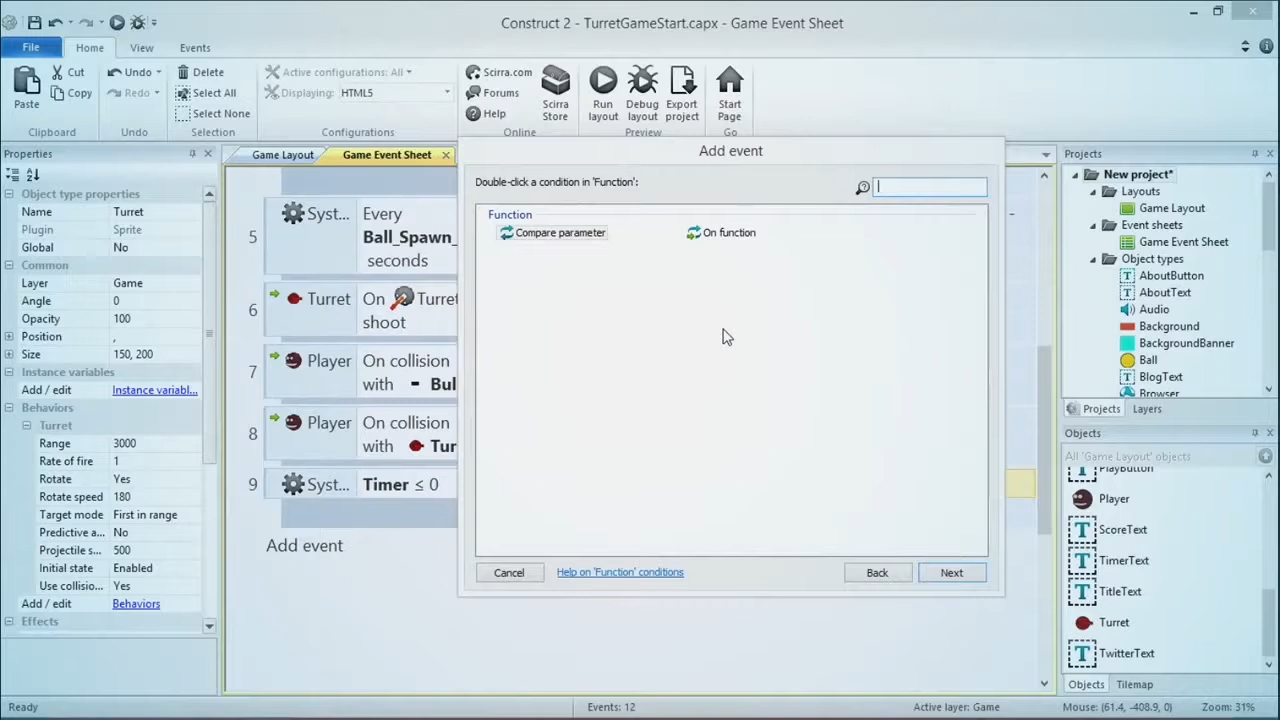 Construct 2 - TurretGameStart.capx - Game Event Sheet
File Home View Events
Paste Cut Copy
Clipboard
Undo
Redo
Undo
Delete
Select All
Select None
Selection
Active configurations: All
Displaying: HTML5
Configurations
Scirra.com
Forums
Help
Scirra Store
Online
Run layout
Debug layout
Export project
Preview
Start Page
Go
Properties
Object type properties
Name Turret
Plugin Sprite
Global No
Common
Layer Game
Angle 0
Opacity 100
Position ,
Size 150, 200
Instance variables
Add / edit Instance variabl...
Behaviors
Turret
Range 3000
Rate of fire 1
Rotate Yes
Rotate speed 180
Target mode First in range
Predictive a... No
Projectile s... 500
Initial state Enabled
Use collisio... Yes
Add / edit Behaviors
Effects
Game Layout Game Event Sheet
5 Syst... Every
Ball_Spawn_
seconds
6 Turret On Turret
shoot
7 Player On collision
with Bul
8 Player On collision
with Tur
9 Syst... Timer ≤ 0
Add event
Add event
Double-click a condition in 'Function':
Function
Compare parameter On function
Cancel Help on 'Function' conditions Back Next
Projects
New project*
Layouts
Game Layout
Event sheets
Game Event Sheet
Object types
AboutButton
AboutText
Audio
Background
BackgroundBanner
Ball
BlogText
Browser
Projects Layers
Objects
All 'Game Layout' objects
PlayButton
Player
ScoreText
TimerText
TitleText
Turret
TwitterText
Objects Tilemap
Ready Events: 12 Active layer: Game Mouse: (61.4, -408.9, 0) Zoom: 31%